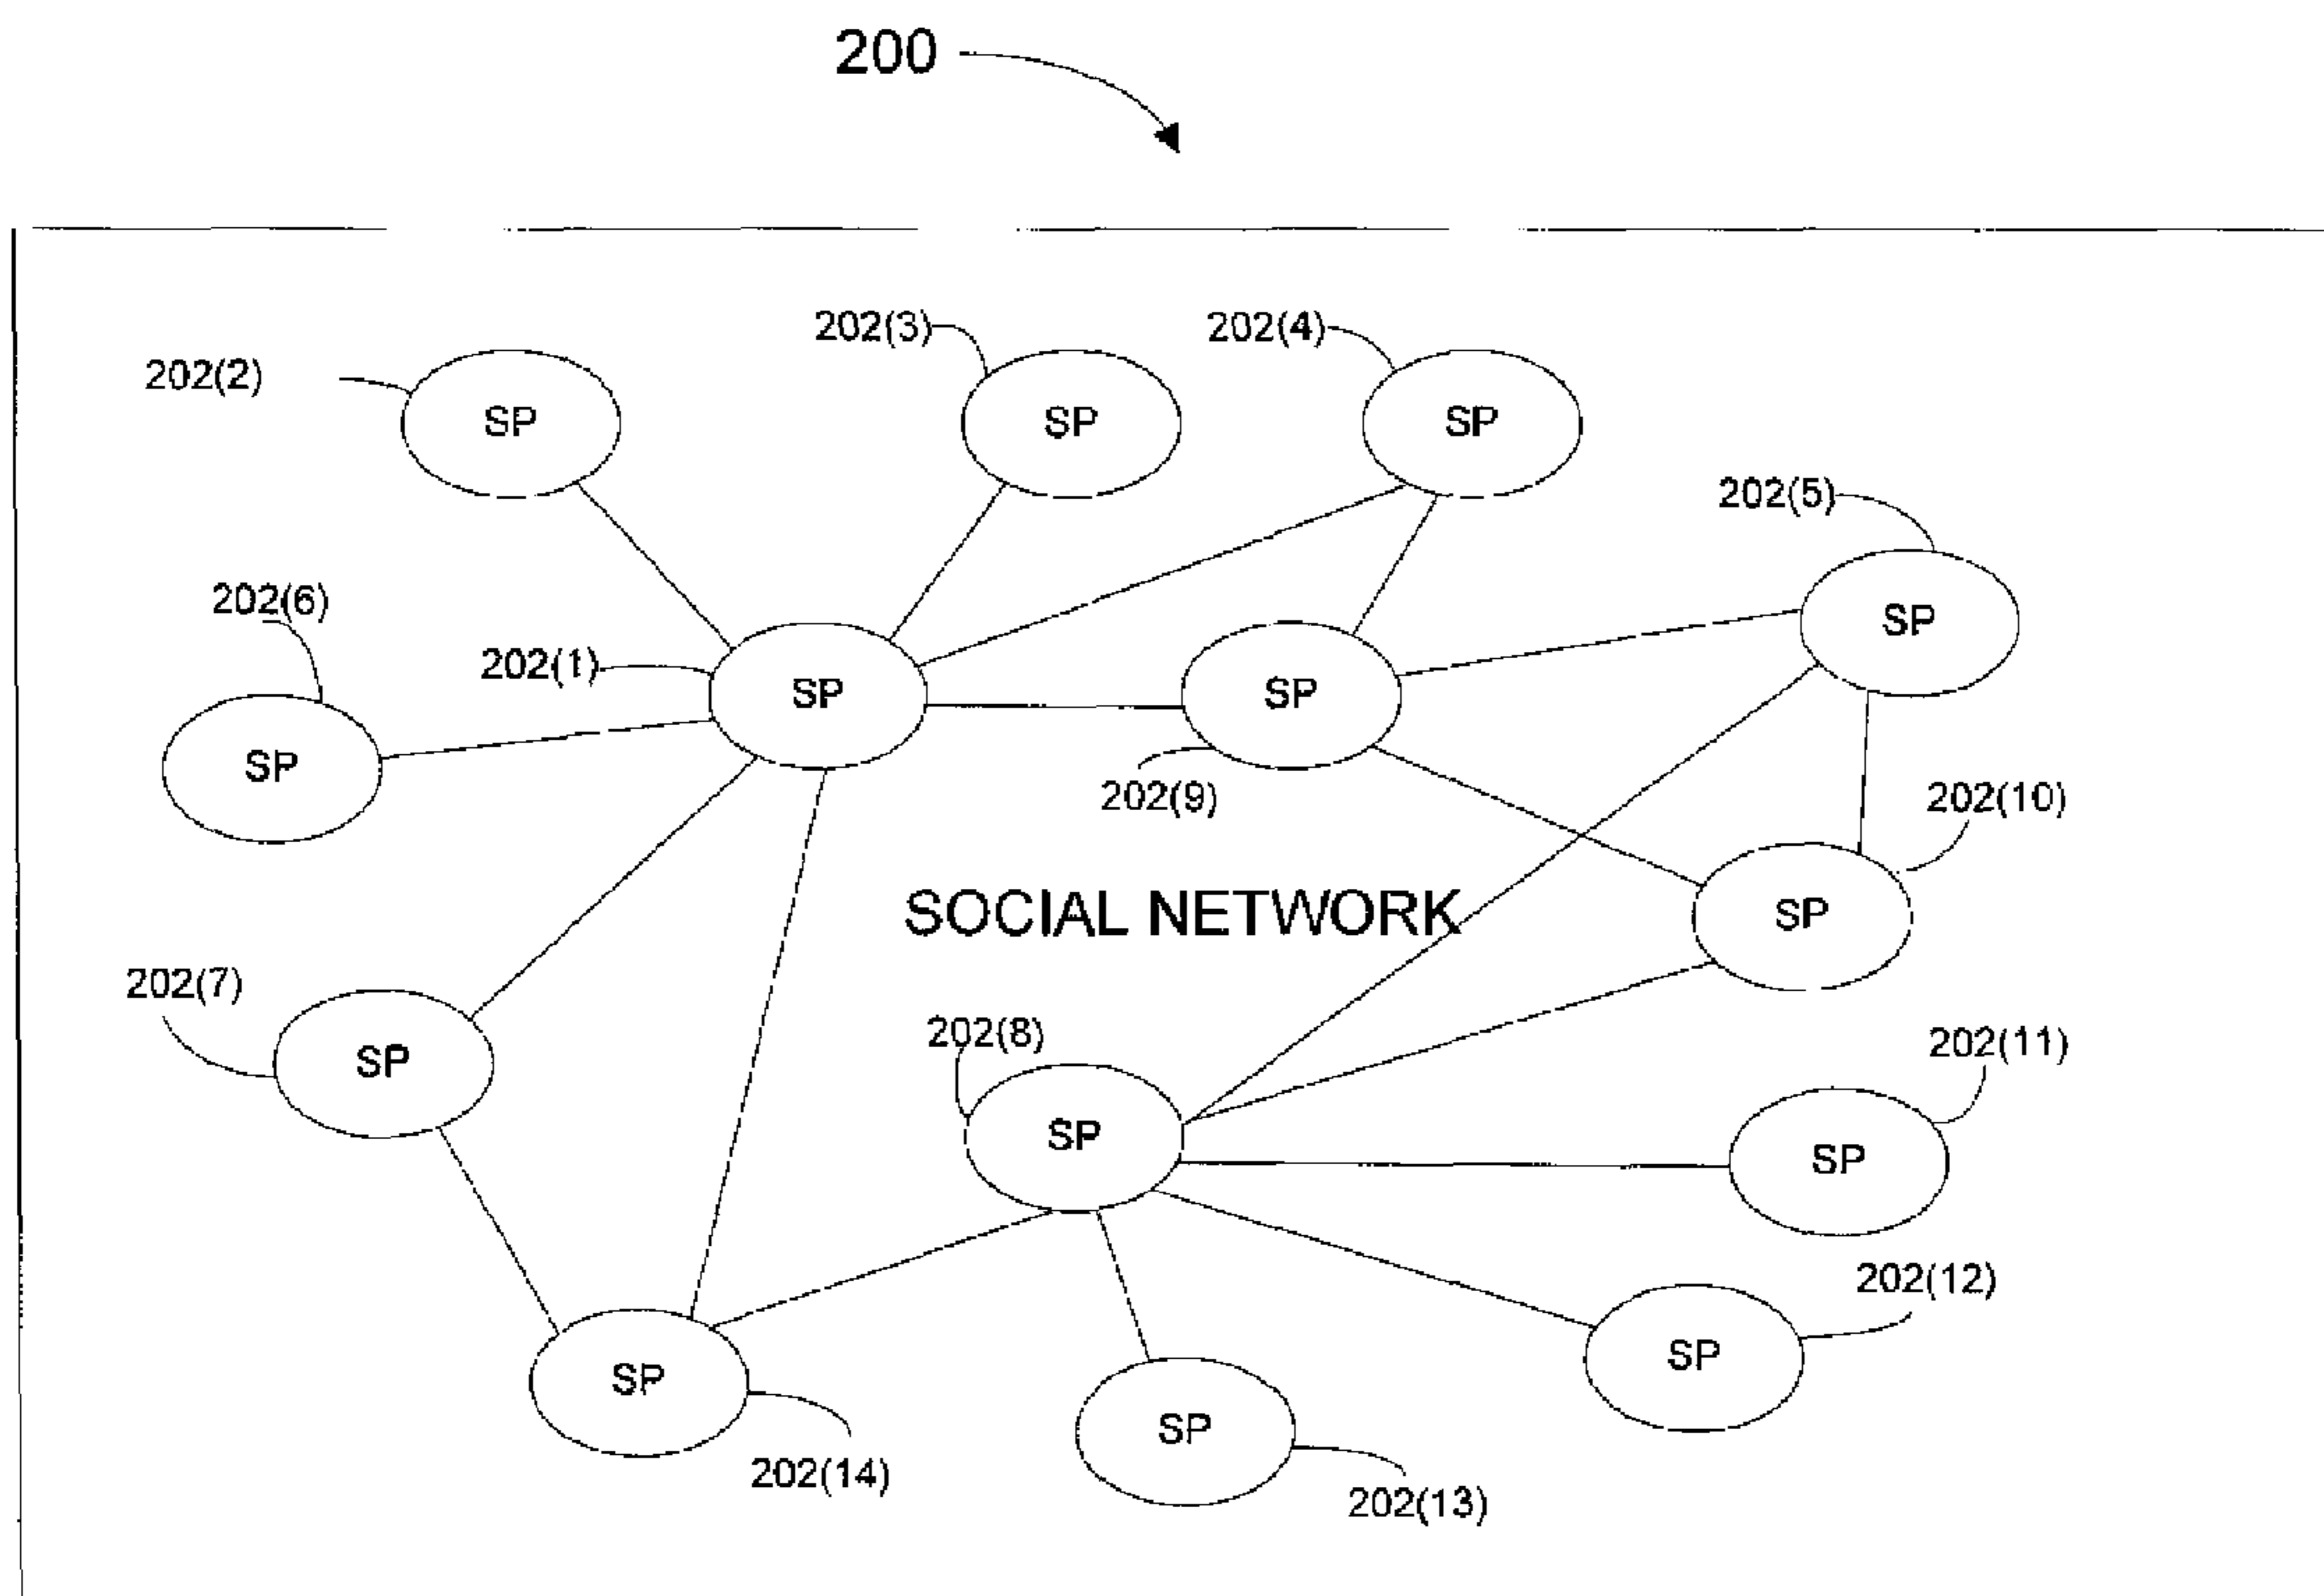 200
202(3)
202(4)
202(2)
SP
SP
SP
202(5)
202(6)
SP
202(1)
SP
SP
SP
202(9)
202(10)
SOCIAL NETWORK
SP
202(7)
202(8)
202(11)
SP
SP
SP
202(12)
SP
SP
SP
202(14)
202(13)